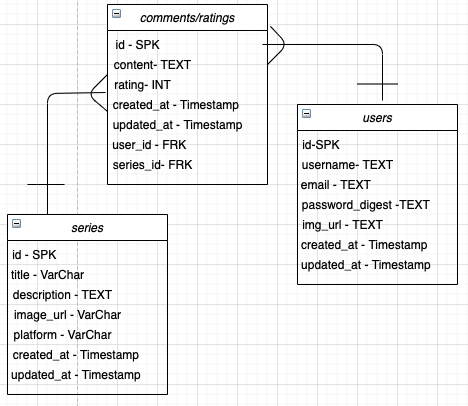 comments/ratings
id - SPK
content- TEXT
rating- INT
created_at - Timestamp
updated_at - Timestamp
user_id - FRK
series_id- FRK
users
id-SPK
username- TEXT
email - TEXT
password_digest -TEXT
img_url - TEXT
created_at - Timestamp
updated_at - Timestamp
series
id - SPK
title - VarChar
description - TEXT
image_url - VarChar
platform - VarChar
created_at - Timestamp
updated_at - Timestamp